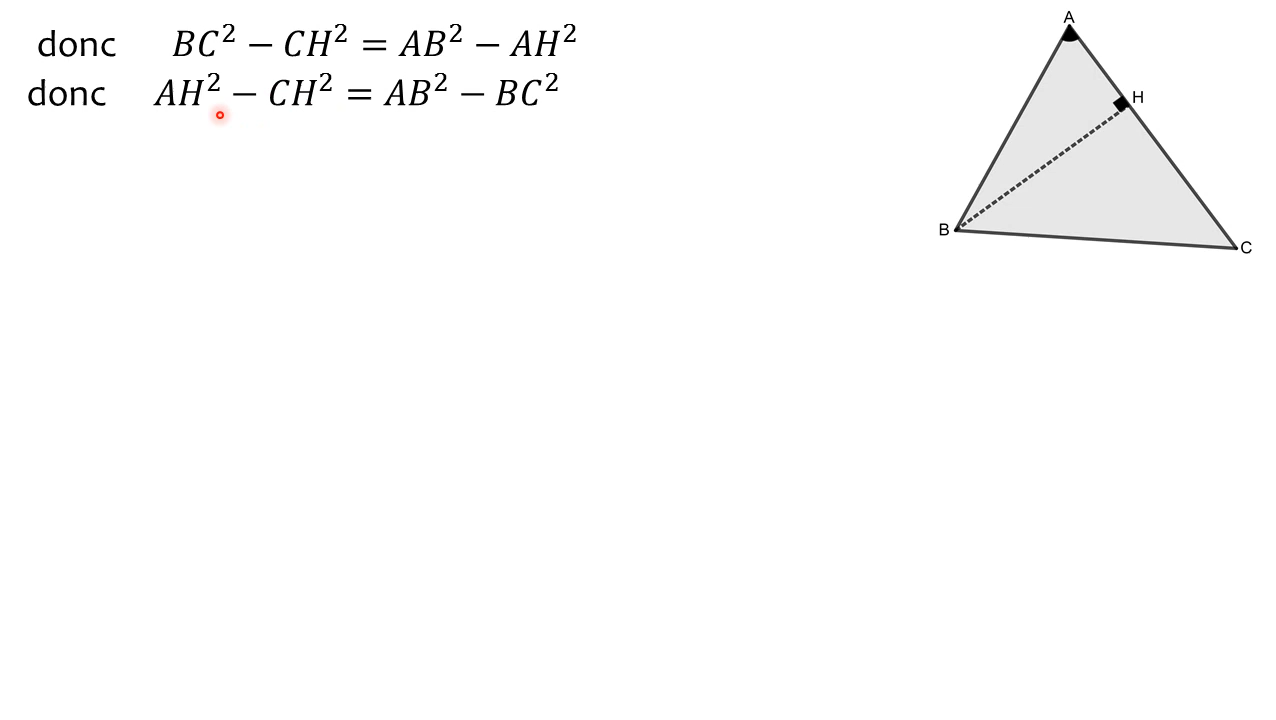 donc BC² − CH² = AB² − AH²
donc AH² − CH² = AB² − BC²
A
H
B
C